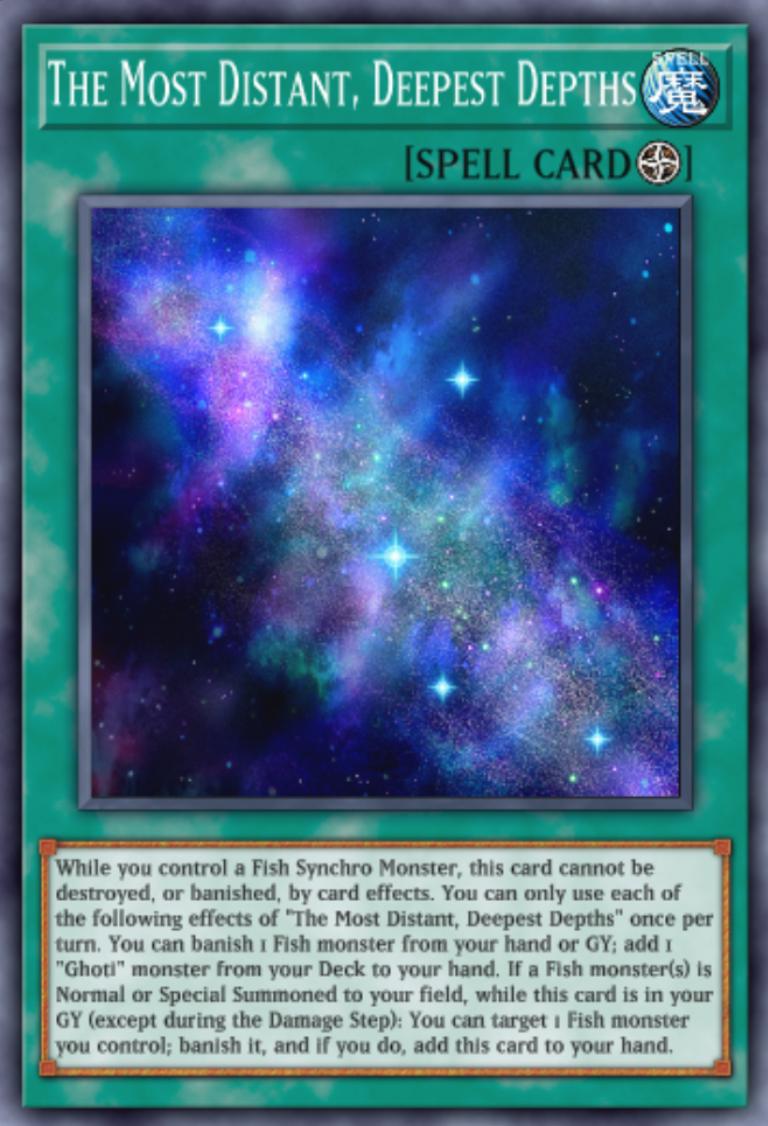 THE MOST DISTANT, DEEPEST DEPTHS
SPELL
魔
[SPELL CARD]
While you control a Fish Synchro Monster, this card cannot be
destroyed, or banished, by card effects. You can only use each of
the following effects of "The Most Distant, Deepest Depths" once per
turn. You can banish 1 Fish monster from your hand or GY; add 1
"Ghoti" monster from your Deck to your hand. If a Fish monster(s) is
Normal or Special Summoned to your field, while this card is in your
GY (except during the Damage Step): You can target 1 Fish monster
you control; banish it, and if you do, add this card to your hand.